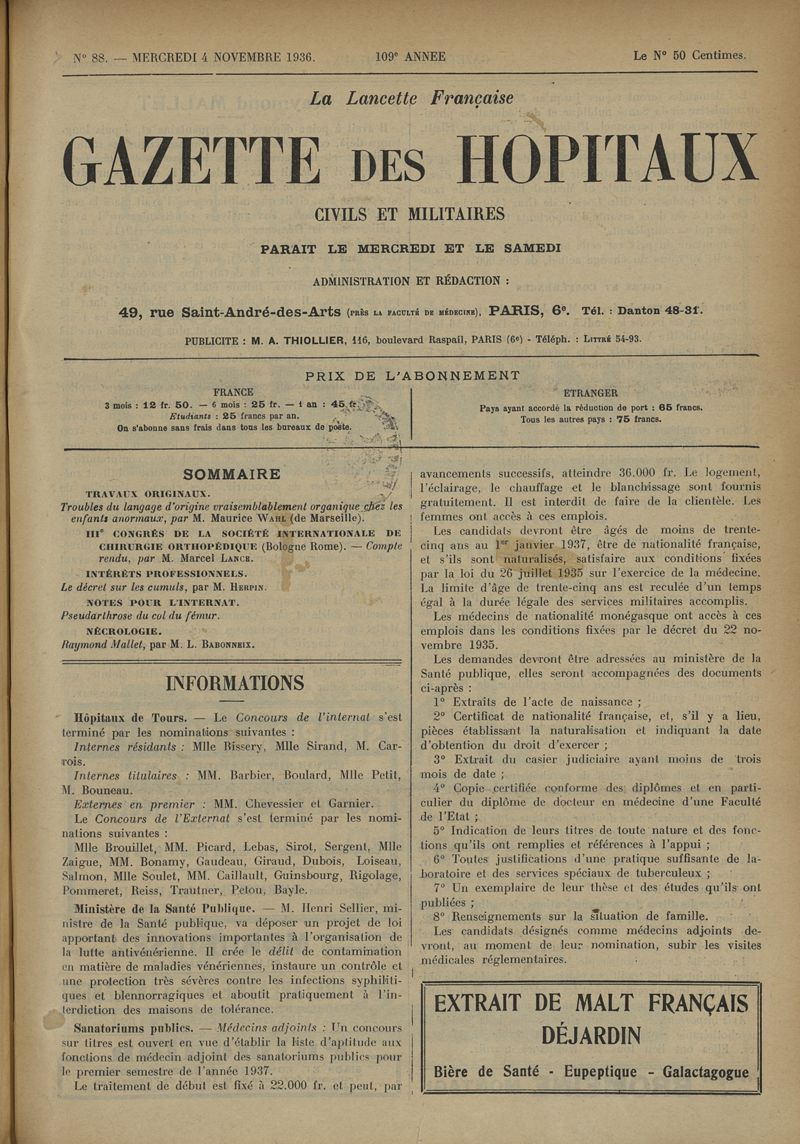 N° 88. — MERCREDI 4 NOVEMBRE 1936.
109e ANNEE
Le N° 50 Centimes.
La Lancette Française
GAZETTE DES HOPITAUX
CIVILS ET MILITAIRES
PARAIT LE MERCREDI ET LE SAMEDI
ADMINISTRATION ET RÉDACTION :
49, rue Saint-André-des-Arts (PRÈS LA FACULTÉ DE MÉDECINE), PARIS, 6e. Tél. : Danton 48-31.
PUBLICITE : M. A. THIOLLIER, 116, boulevard Raspail, PARIS (6e) - Téléph. : LITTRÉ 54-93.
PRIX DE L'ABONNEMENT
FRANCE
3 mois : 12 fr. 50. — 6 mois : 25 fr. — 1 an : 45 fr.
Etudiants : 25 francs par an.
On s'abonne sans frais dans tous les bureaux de poste.
ETRANGER
Pays ayant accordé la réduction de port : 65 francs.
Tous les autres pays : 75 francs.
SOMMAIRE
TRAVAUX ORIGINAUX.
Troubles du langage d'origine vraisemblablement organique chez les
enfants anormaux, par M. Maurice WAHL (de Marseille).
IIIe CONGRÈS DE LA SOCIÉTÉ INTERNATIONALE DE
CHIRURGIE ORTHOPÉDIQUE (Bologne Rome). — Compte
rendu, par M. Marcel LANCE.
INTÉRÊTS PROFESSIONNELS.
Le décret sur les cumuls, par M. HERPIN.
NOTES POUR L'INTERNAT.
Pseudarthrose du col du fémur.
NÉCROLOGIE.
Raymond Mallet, par M. L. BABONNEIX.
INFORMATIONS
Hôpitaux de Tours. — Le Concours de l'internat s'est
terminé par les nominations suivantes :
Internes résidants : Mlle Bissery, Mlle Sirand, M. Car-
rois.
Internes titulaires : MM. Barbier, Boulard, Mlle Petit,
M. Bouneau.
Externes en premier : MM. Chevessier et Garnier.
Le Concours de l'Externat s'est terminé par les nomi-
nations suivantes :
Mlle Brouillet, MM. Picard, Lebas, Sirot, Sergent, Mlle
Zaigue, MM. Bonamy, Gaudeau, Giraud, Dubois, Loiseau,
Salmon, Mlle Soulet, MM. Caillault, Guinsbourg, Rigolage,
Pommeret, Reiss, Trautner, Petou, Bayle.
Ministère de la Santé Publique. — M. Henri Sellier, mi-
nistre de la Santé publique, va déposer un projet de loi
apportant des innovations importantes à l'organisation de
la lutte antivénérienne. Il crée le délit de contamination
en matière de maladies vénériennes, instaure un contrôle et
une protection très sévères contre les infections syphiliti-
ques et blennorragiques et aboutit pratiquement à l'in-
terdiction des maisons de tolérance.
Sanatoriums publics. — Médecins adjoints : Un concours
sur titres est ouvert en vue d'établir la liste d'aptitude aux
fonctions de médecin adjoint des sanatoriums publics pour
le premier semestre de l'année 1937.
Le traitement de début est fixé à 22.000 fr. et peut, par
avancements successifs, atteindre 36.000 fr. Le logement,
l'éclairage, le chauffage et le blanchissage sont fournis
gratuitement. Il est interdit de faire de la clientèle. Les
femmes ont accès à ces emplois.
Les candidats devront être âgés de moins de trente-
cinq ans au 1er janvier 1937, être de nationalité française,
et s'ils sont naturalisés, satisfaire aux conditions fixées
par la loi du 26 juillet 1935 sur l'exercice de la médecine.
La limite d'âge de trente-cinq ans est reculée d'un temps
égal à la durée légale des services militaires accomplis.
Les médecins de nationalité monégasque ont accès à ces
emplois dans les conditions fixées par le décret du 22 no-
vembre 1935.
Les demandes devront être adressées au ministère de la
Santé publique, elles seront accompagnées des documents
ci-après :
1° Extraits de l'acte de naissance ;
2° Certificat de nationalité française, et, s'il y a lieu,
pièces établissant la naturalisation et indiquant la date
d'obtention du droit d'exercer ;
3° Extrait du casier judiciaire ayant moins de trois
mois de date ;
4° Copie certifiée conforme des diplômes et en parti-
culier du diplôme de docteur en médecine d'une Faculté
de l'Etat ;
5° Indication de leurs titres de toute nature et des fonc-
tions qu'ils ont remplies et références à l'appui ;
6° Toutes justifications d'une pratique suffisante de la-
boratoire et des services spéciaux de tuberculeux ;
7° Un exemplaire de leur thèse et des études qu'ils ont
publiées ;
8° Renseignements sur la situation de famille.
Les candidats désignés comme médecins adjoints de-
vront, au moment de leur nomination, subir les visites
médicales réglementaires.
EXTRAIT DE MALT FRANÇAIS
DÉJARDIN
Bière de Santé - Eupeptique - Galactagogue